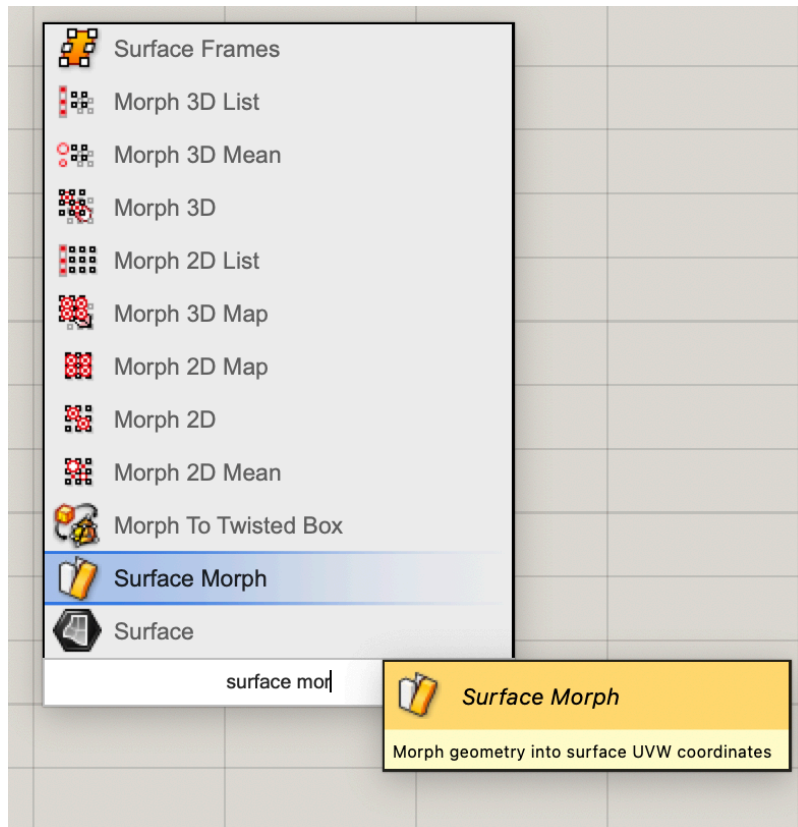 Surface Frames
Morph 3D List
Morph 3D Mean
Morph 3D
Morph 2D List
Morph 3D Map
Morph 2D Map
Morph 2D
Morph 2D Mean
Morph To Twisted Box
Surface Morph
Surface
surface mor
Surface Morph
Morph geometry into surface UVW coordinates